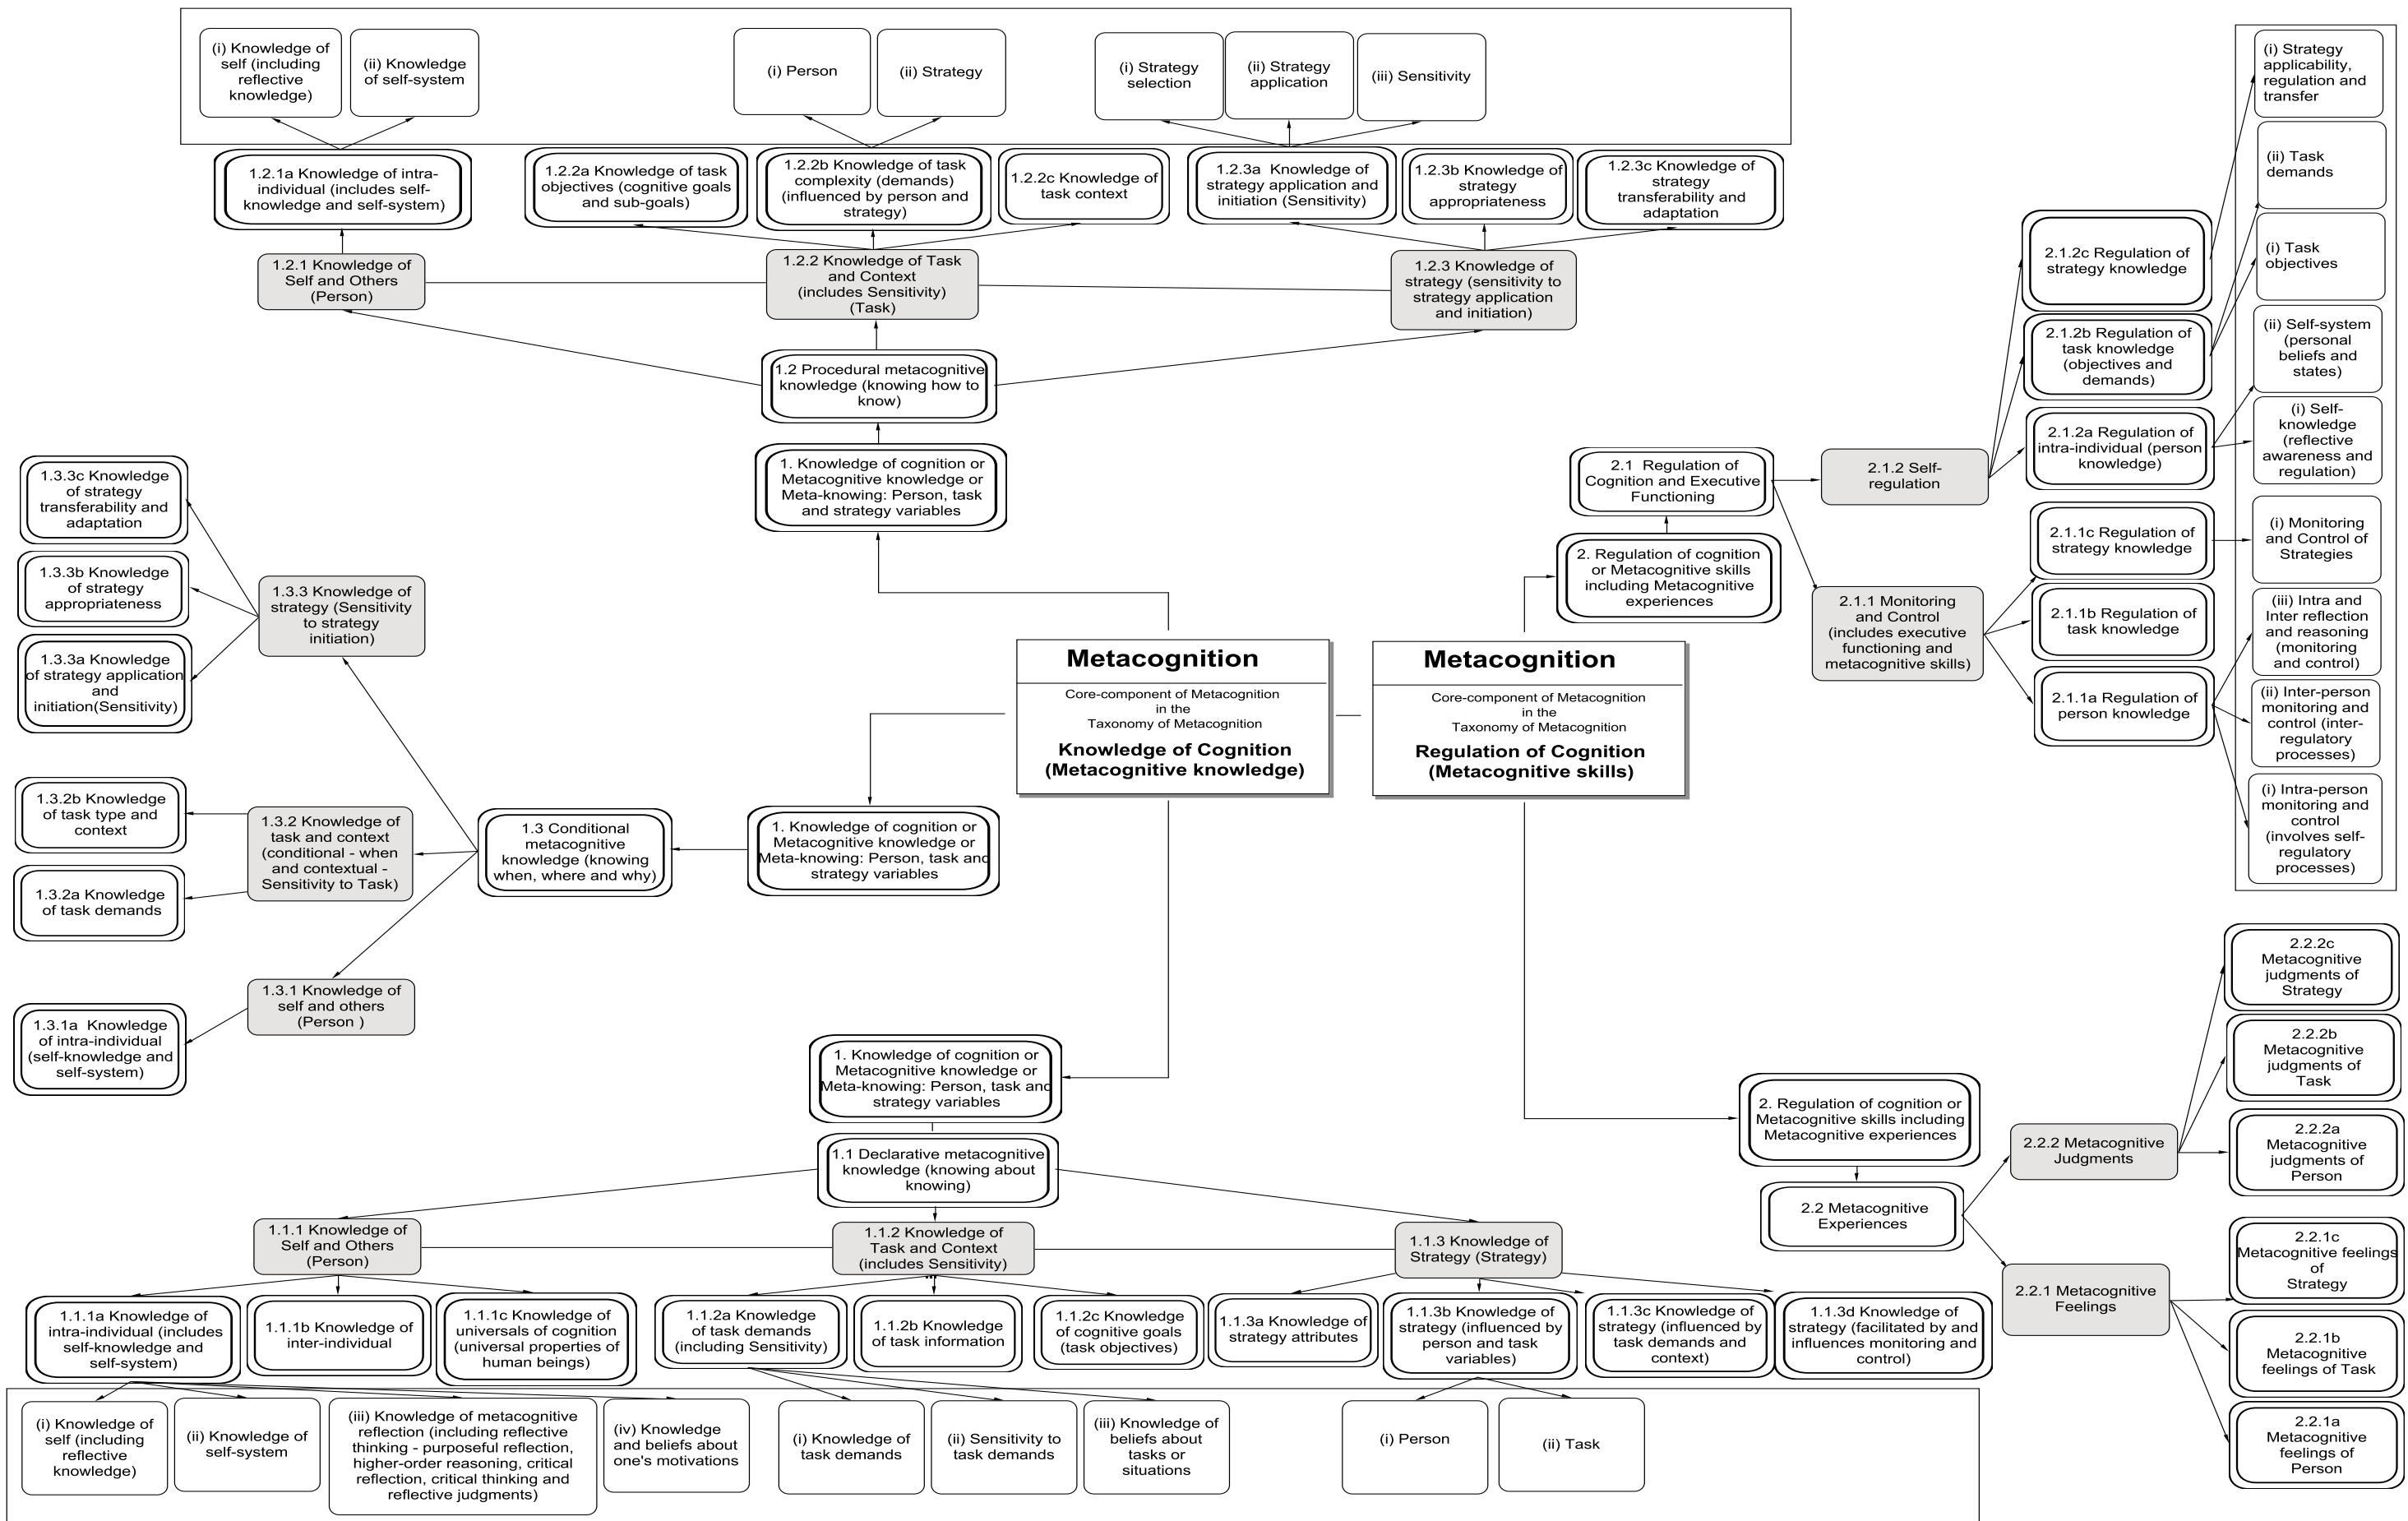 (i) Knowledge of
self (including
reflective
knowledge)
(ii) Knowledge
of self-system
(i) Person
(ii) Strategy
(i) Strategy
selection
(ii) Strategy
application
(iii) Sensitivity
1.2.1a Knowledge of intra-
individual (includes self-
knowledge and self-system)
1.2.2a Knowledge of task
objectives (cognitive goals
and sub-goals)
1.2.2b Knowledge of task
complexity (demands)
(influenced by person and
strategy)
1.2.2c Knowledge of
task context
1.2.3a Knowledge of
strategy application and
initiation (Sensitivity)
1.2.3b Knowledge of
strategy
appropriateness
1.2.3c Knowledge of
strategy
transferability and
adaptation
1.2.1 Knowledge of
Self and Others
(Person)
1.2.2 Knowledge of Task
and Context
(includes Sensitivity)
(Task)
1.2.3 Knowledge of
strategy (sensitivity to
strategy application
and initiation)
1.2 Procedural metacognitive
knowledge (knowing how to
know)
1. Knowledge of cognition or
Metacognitive knowledge or
Meta-knowing: Person, task
and strategy variables
1.3.3c Knowledge
of strategy
transferability and
adaptation
1.3.3b Knowledge
of strategy
appropriateness
1.3.3a Knowledge
of strategy application
and
initiation(Sensitivity)
1.3.3 Knowledge of
strategy (Sensitivity
to strategy
initiation)
1.3.2b Knowledge
of task type and
context
1.3.2a Knowledge
of task demands
1.3.2 Knowledge of
task and context
(conditional - when
and contextual -
Sensitivity to Task)
1.3 Conditional
metacognitive
knowledge (knowing
when, where and why)
1. Knowledge of cognition or
Metacognitive knowledge or
Meta-knowing: Person, task and
strategy variables
1.3.1 Knowledge of
self and others
(Person )
1.3.1a Knowledge
of intra-individual
(self-knowledge and
self-system)
Metacognition
Core-component of Metacognition
in the
Taxonomy of Metacognition
Knowledge of Cognition
(Metacognitive knowledge)
Metacognition
Core-component of Metacognition
in the
Taxonomy of Metacognition
Regulation of Cognition
(Metacognitive skills)
2. Regulation of cognition
or Metacognitive skills
including Metacognitive
experiences
2.1 Regulation of
Cognition and Executive
Functioning
2.1.2 Self-
regulation
2.1.1 Monitoring
and Control
(includes executive
functioning and
metacognitive skills)
2.1.2c Regulation of
strategy knowledge
2.1.2b Regulation of
task knowledge
(objectives and
demands)
2.1.2a Regulation of
intra-individual (person
knowledge)
2.1.1c Regulation of
strategy knowledge
2.1.1b Regulation of
task knowledge
2.1.1a Regulation of
person knowledge
(i) Strategy
applicability,
regulation and
transfer
(ii) Task
demands
(i) Task
objectives
(ii) Self-system
(personal
beliefs and
states)
(i) Self-
knowledge
(reflective
awareness and
regulation)
(i) Monitoring
and Control of
Strategies
(iii) Intra and
Inter reflection
and reasoning
(monitoring
and control)
(ii) Inter-person
monitoring and
control (inter-
regulatory
processes)
(i) Intra-person
monitoring and
control
(involves self-
regulatory
processes)
1. Knowledge of cognition or
Metacognitive knowledge or
Meta-knowing: Person, task and
strategy variables
1.1 Declarative metacognitive
knowledge (knowing about
knowing)
1.1.1 Knowledge of
Self and Others
(Person)
1.1.2 Knowledge of
Task and Context
(includes Sensitivity)
1.1.3 Knowledge of
Strategy (Strategy)
1.1.1a Knowledge of
intra-individual (includes
self-knowledge and
self-system)
1.1.1b Knowledge of
inter-individual
1.1.1c Knowledge of
universals of cognition
(universal properties of
human beings)
1.1.2a Knowledge
of task demands
(including Sensitivity)
1.1.2b Knowledge
of task information
1.1.2c Knowledge
of cognitive goals
(task objectives)
1.1.3a Knowledge of
strategy attributes
1.1.3b Knowledge of
strategy (influenced by
person and task
variables)
1.1.3c Knowledge of
strategy (influenced by
task demands and
context)
1.1.3d Knowledge of
strategy (facilitated by and
influences monitoring and
control)
(i) Knowledge of
self (including
reflective
knowledge)
(ii) Knowledge of
self-system
(iii) Knowledge of metacognitive
reflection (including reflective
thinking - purposeful reflection,
higher-order reasoning, critical
reflection, critical thinking and
reflective judgments)
(iv) Knowledge
and beliefs about
one's motivations
(i) Knowledge of
task demands
(ii) Sensitivity to
task demands
(iii) Knowledge of
beliefs about
tasks or
situations
(i) Person
(ii) Task
2. Regulation of cognition or
Metacognitive skills including
Metacognitive experiences
2.2 Metacognitive
Experiences
2.2.2 Metacognitive
Judgments
2.2.1 Metacognitive
Feelings
2.2.2c
Metacognitive
judgments of
Strategy
2.2.2b
Metacognitive
judgments of
Task
2.2.2a
Metacognitive
judgments of
Person
2.2.1c
Metacognitive feelings
of
Strategy
2.2.1b
Metacognitive
feelings of Task
2.2.1a
Metacognitive
feelings of
Person